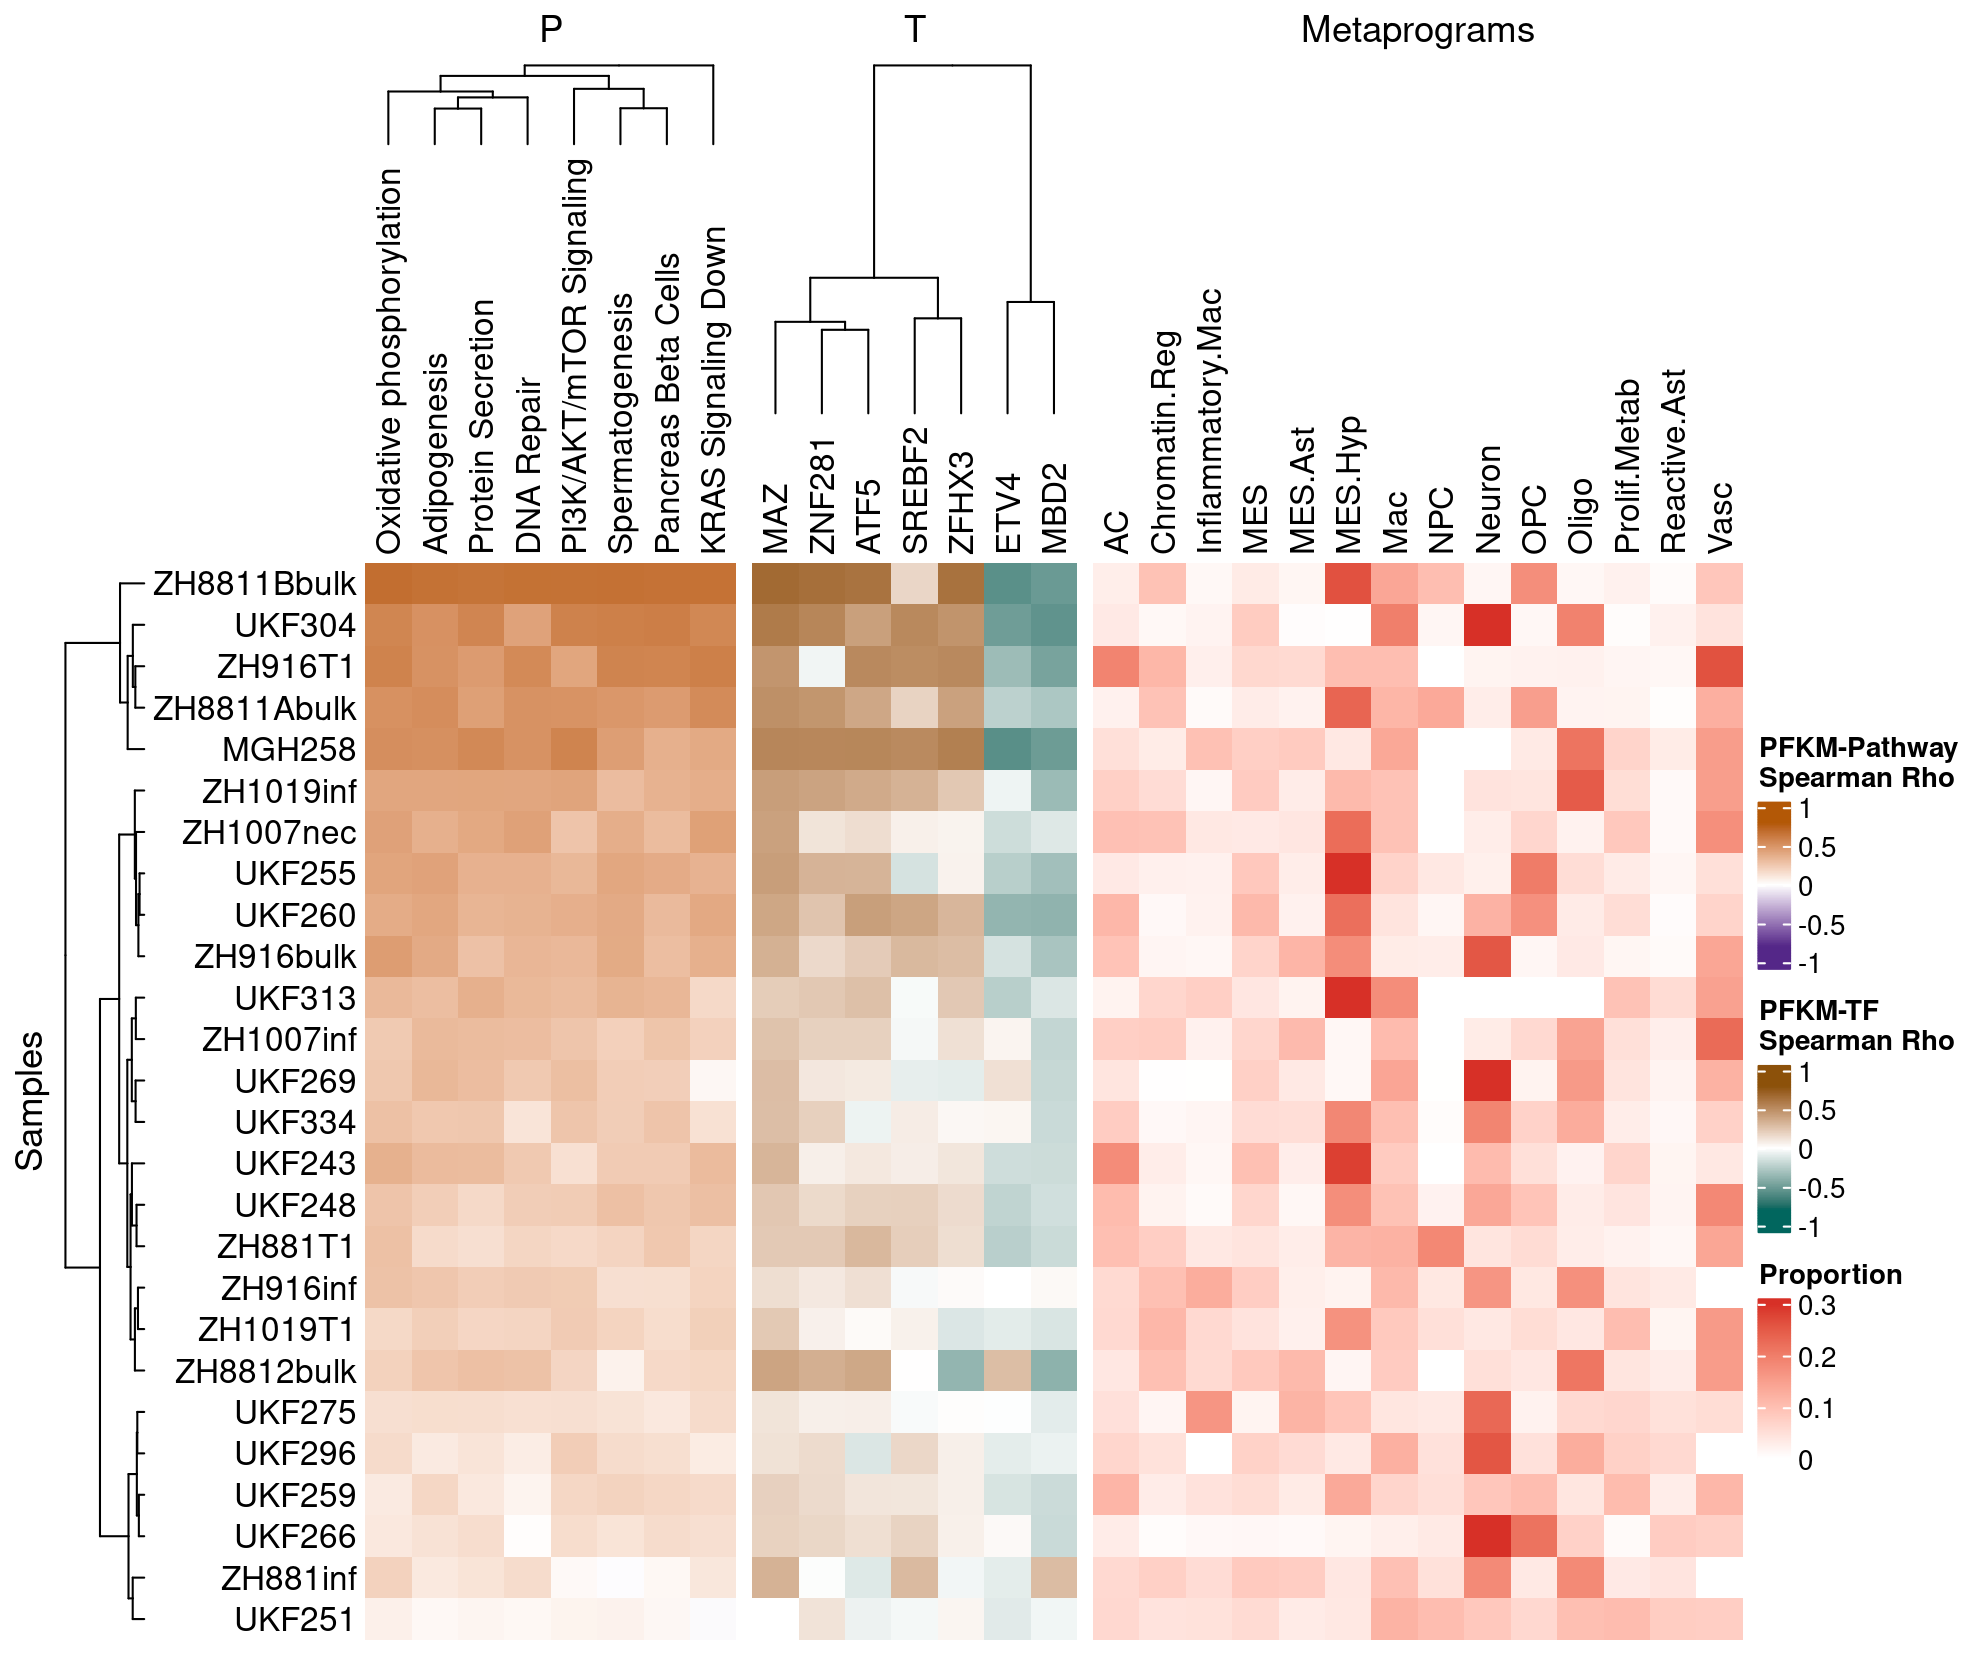 P
T
Metaprograms
Oxidative phosphorylation
Adipogenesis
Protein Secretion
DNA Repair
PI3K/AKT/mTOR Signaling
Spermatogenesis
Pancreas Beta Cells
KRAS Signaling Down
MAZ
ZNF281
ATF5
SREBF2
ZFHX3
ETV4
MBD2
AC
Chromatin.Reg
Inflammatory.Mac
MES
MES.Ast
MES.Hyp
Mac
NPC
Neuron
OPC
Oligo
Prolif.Metab
Reactive.Ast
Vasc
Samples
ZH8811Bbulk
UKF304
ZH916T1
ZH8811Abulk
MGH258
ZH1019inf
ZH1007nec
UKF255
UKF260
ZH916bulk
UKF313
ZH1007inf
UKF269
UKF334
UKF243
UKF248
ZH881T1
ZH916inf
ZH1019T1
ZH8812bulk
UKF275
UKF296
UKF259
UKF266
ZH881inf
UKF251
PFKM-Pathway
Spearman Rho
1
0.5
0
-0.5
-1
PFKM-TF
Spearman Rho
1
0.5
0
-0.5
-1
Proportion
0.3
0.2
0.1
0